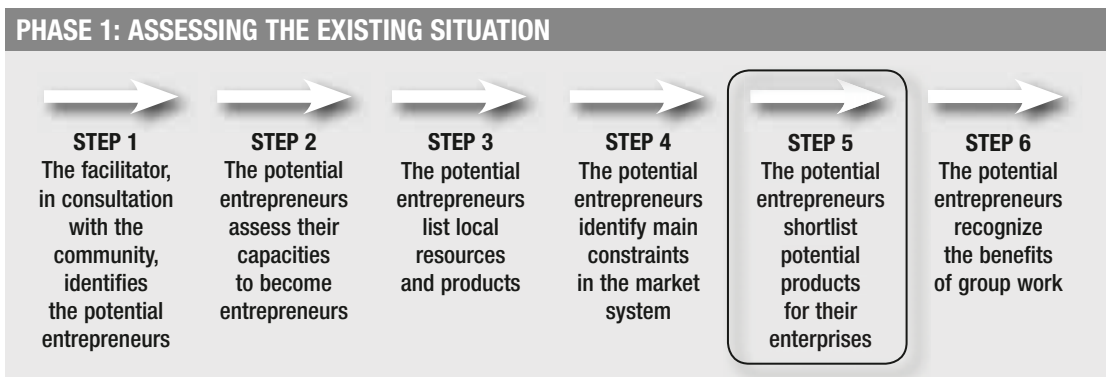 PHASE 1: ASSESSING THE EXISTING SITUATION
STEP 1
The facilitator,
in consultation
with the
community,
identifies
the potential
entrepreneurs
STEP 2
The potential
entrepreneurs
assess their
capacities
to become
entrepreneurs
STEP 3
The potential
entrepreneurs
list local
resources
and products
STEP 4
The potential
entrepreneurs
identify main
constraints
in the market
system
STEP 5
The potential
entrepreneurs
shortlist
potential
products
for their
enterprises
STEP 6
The potential
entrepreneurs
recognize
the benefits
of group work